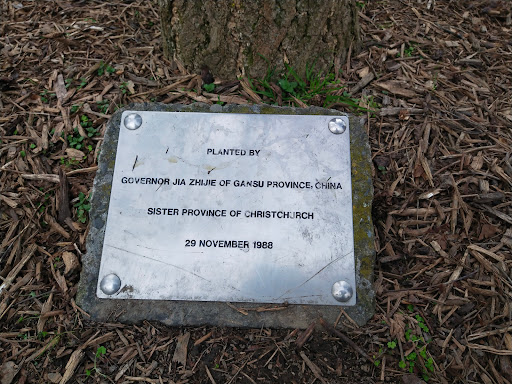 PLANTED BY
GOVERNOR JIA ZHIJIE OF GANSU PROVINCE, CHINA
SISTER PROVINCE OF CHRISTCHURCH
29 NOVEMBER 1988